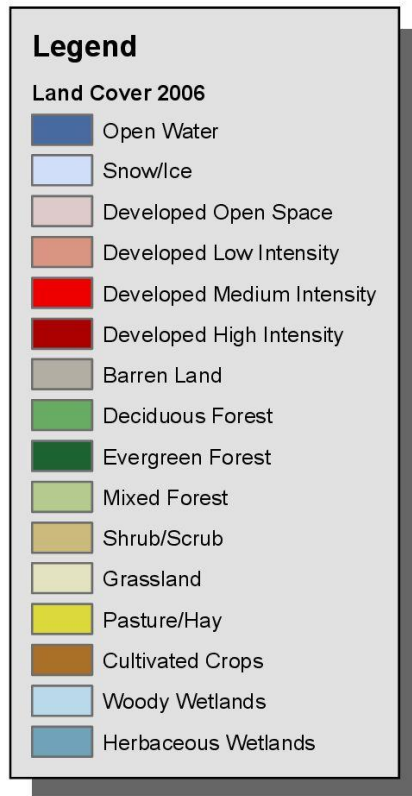 Legend
Land Cover 2006
Open Water
Snow/Ice
Developed Open Space
Developed Low Intensity
Developed Medium Intensity
Developed High Intensity
Barren Land
Deciduous Forest
Evergreen Forest
Mixed Forest
Shrub/Scrub
Grassland
Pasture/Hay
Cultivated Crops
Woody Wetlands
Herbaceous Wetlands